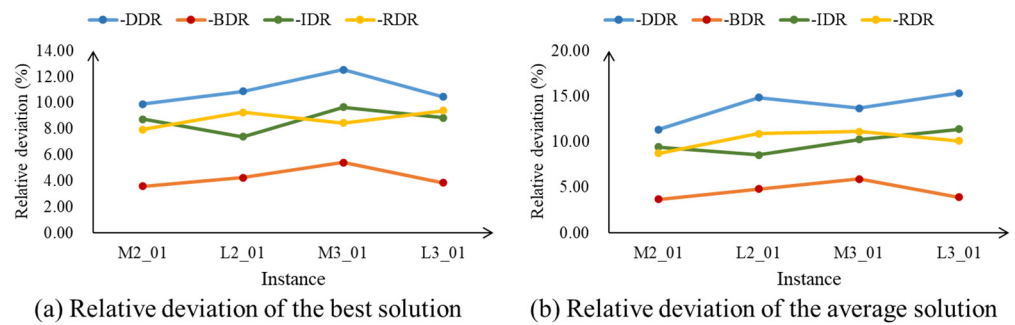 -DDR -BDR -IDR -RDR
14.00
12.00
10.00
8.00
6.00
4.00
2.00
0.00
Relative deviation (%)
M2_01 L2_01 M3_01 L3_01
Instance
(a) Relative deviation of the best solution
-DDR -BDR -IDR -RDR
20.00
15.00
10.00
5.00
0.00
Relative deviation (%)
M2_01 L2_01 M3_01 L3_01
Instance
(b) Relative deviation of the average solution